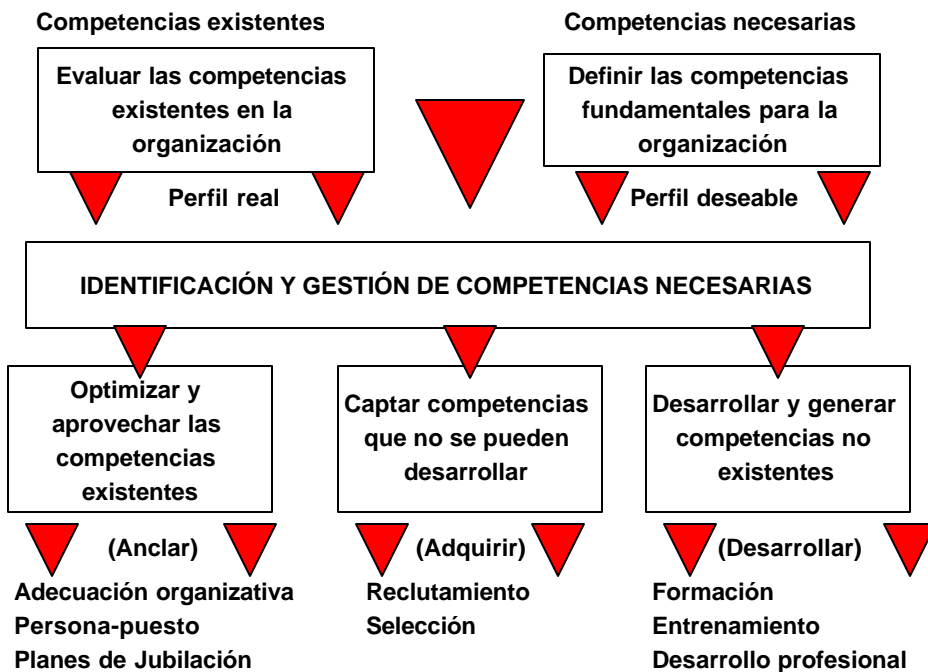 Competencias existentes
Competencias necesarias
Evaluar las competencias
existentes en la
organización
Definir las competencias
fundamentales para la
organización
Perfil real
Perfil deseable
IDENTIFICACIÓN Y GESTIÓN DE COMPETENCIAS NECESARIAS
Optimizar y
aprovechar las
competencias
existentes
Captar competencias
que no se pueden
desarrollar
Desarrollar y generar
competencias no
existentes
(Anclar)
(Adquirir)
(Desarrollar)
Adecuación organizativa
Persona-puesto
Planes de Jubilación
Reclutamiento
Selección
Formación
Entrenamiento
Desarrollo profesional